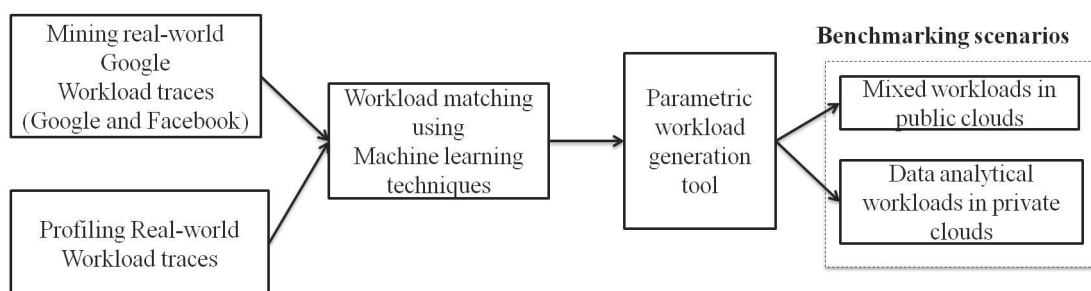 Mining real-world
Google
Workload traces
(Google and Facebook)
Profiling Real-world
Workload traces
Workload matching
using
Machine learning
techniques
Parametric
workload
generation
tool
Benchmarking scenarios
Mixed workloads in
public clouds
Data analytical
workloads in private
clouds